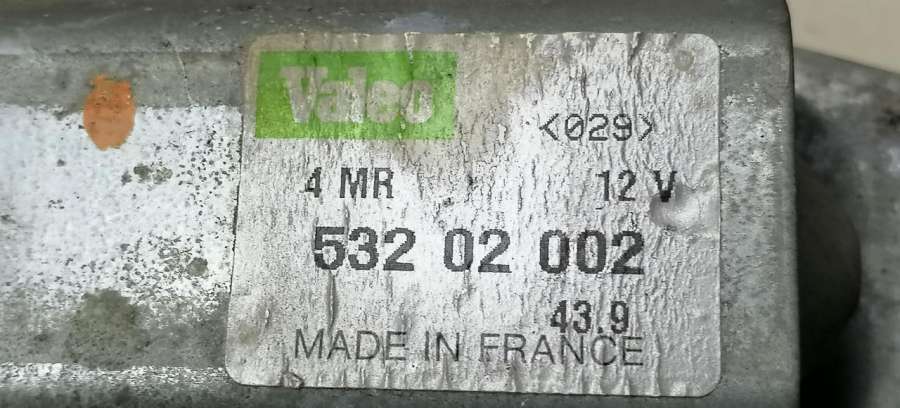 Valeo
<029>
4 MR 12 V
532 02 002
43.9
MADE IN FRANCE